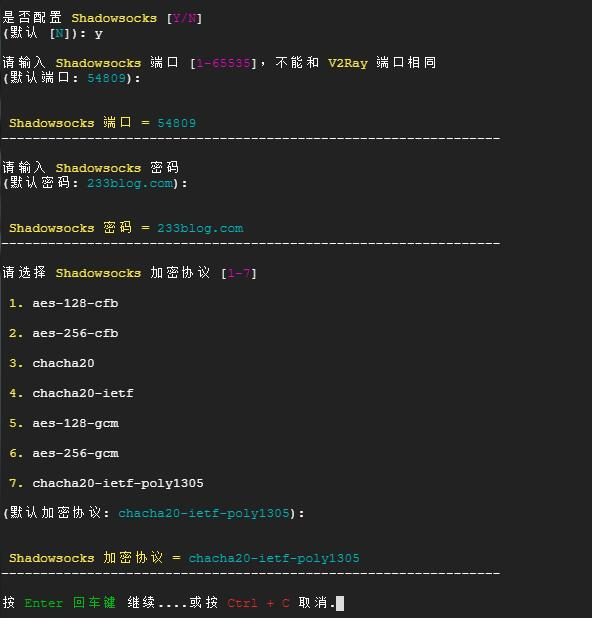 是否配置 Shadowsocks [Y/N]
(默认 [N]): y
请输入 Shadowsocks 端口 [1-65535]，不能和 V2Ray 端口相同
(默认端口: 54809):
Shadowsocks 端口 = 54809
----------------------------------------------------------------
请输入 Shadowsocks 密码
(默认密码: 233blog.com):
Shadowsocks 密码 = 233blog.com
----------------------------------------------------------------
请选择 Shadowsocks 加密协议 [1-7]
1. aes-128-cfb
2. aes-256-cfb
3. chacha20
4. chacha20-ietf
5. aes-128-gcm
6. aes-256-gcm
7. chacha20-ietf-poly1305
(默认加密协议: chacha20-ietf-poly1305):
Shadowsocks 加密协议 = chacha20-ietf-poly1305
----------------------------------------------------------------
按 Enter 回车键 继续....或按 Ctrl + C 取消.